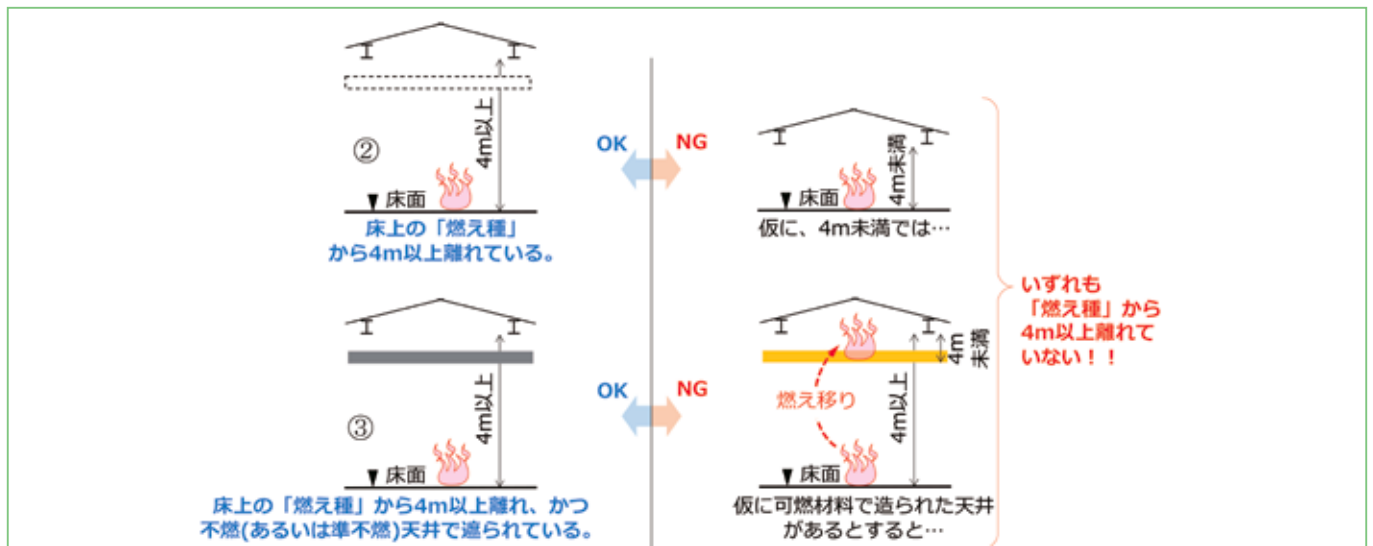 ②
4m以上
▼床面
床上の「燃え種」
から4m以上離れている。
OK
NG
4m未満
▼床面
仮に、4m未満では…
③
4m以上
▼床面
床上の「燃え種」から4m以上離れ、かつ
不燃(あるいは準不燃)天井で遮られている。
OK
NG
4m
未満
燃え移り
4m以上
▼床面
仮に可燃材料で造られた天井
があるとすると…
いずれも
「燃え種」から
4m以上離れて
いない！！